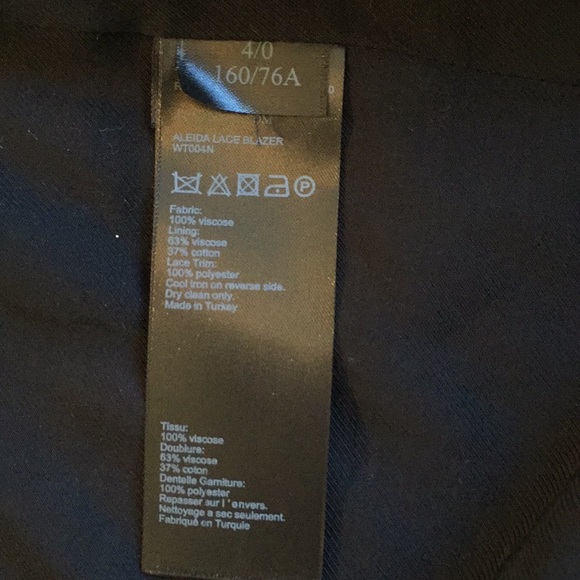 4/0
160/76A
ALEIDA LACE BLAZER
WT004N
P
Fabric:
100% viscose
Lining:
63% viscose
37% cotton
Lace Trim:
100% polyester
Cool iron on reverse side.
Dry clean only.
Made in Turkey
Tissu:
100% viscose
Doublure:
63% viscose
37% coton
Dentelle Garniture:
100% polyester
Repasser sur l'envers.
Nettoyage a sec seulement.
Fabriqué en Turquie